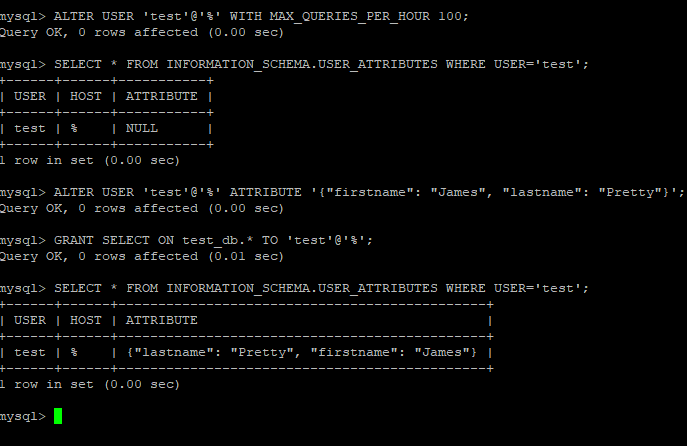 mysql> ALTER USER 'test'@'%' WITH MAX_QUERIES_PER_HOUR 100;
Query OK, 0 rows affected (0.00 sec)
mysql> SELECT * FROM INFORMATION_SCHEMA.USER_ATTRIBUTES WHERE USER='test';
+------+------+-----------+
| USER | HOST | ATTRIBUTE |
+------+------+-----------+
| test | %    | NULL      |
+------+------+-----------+
1 row in set (0.00 sec)
mysql> ALTER USER 'test'@'%' ATTRIBUTE '{"firstname": "James", "lastname": "Pretty"}';
Query OK, 0 rows affected (0.00 sec)
mysql> GRANT SELECT ON test_db.* TO 'test'@'%';
Query OK, 0 rows affected (0.01 sec)
mysql> SELECT * FROM INFORMATION_SCHEMA.USER_ATTRIBUTES WHERE USER='test';
+------+------+----------------------------------------------+
| USER | HOST | ATTRIBUTE                                    |
+------+------+----------------------------------------------+
| test | %    | {"lastname": "Pretty", "firstname": "James"} |
+------+------+----------------------------------------------+
1 row in set (0.00 sec)
mysql>